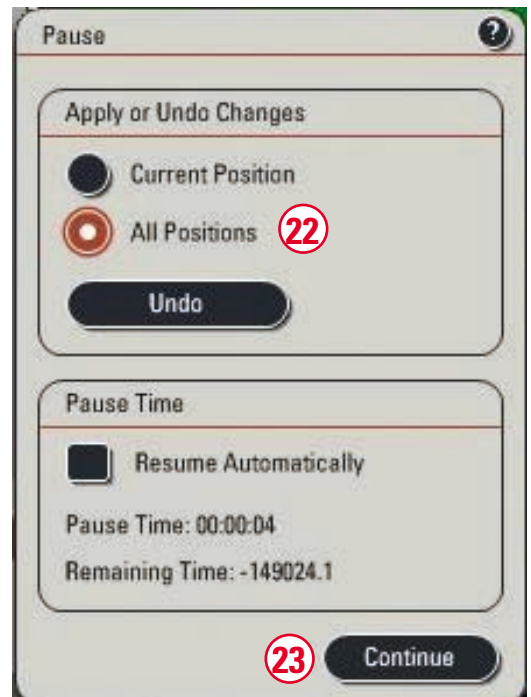 Pause ?
Apply or Undo Changes
Current Position
All Positions 22
Undo
Pause Time
Resume Automatically
Pause Time: 00:00:04
Remaining Time: -149024.1
23 Continue